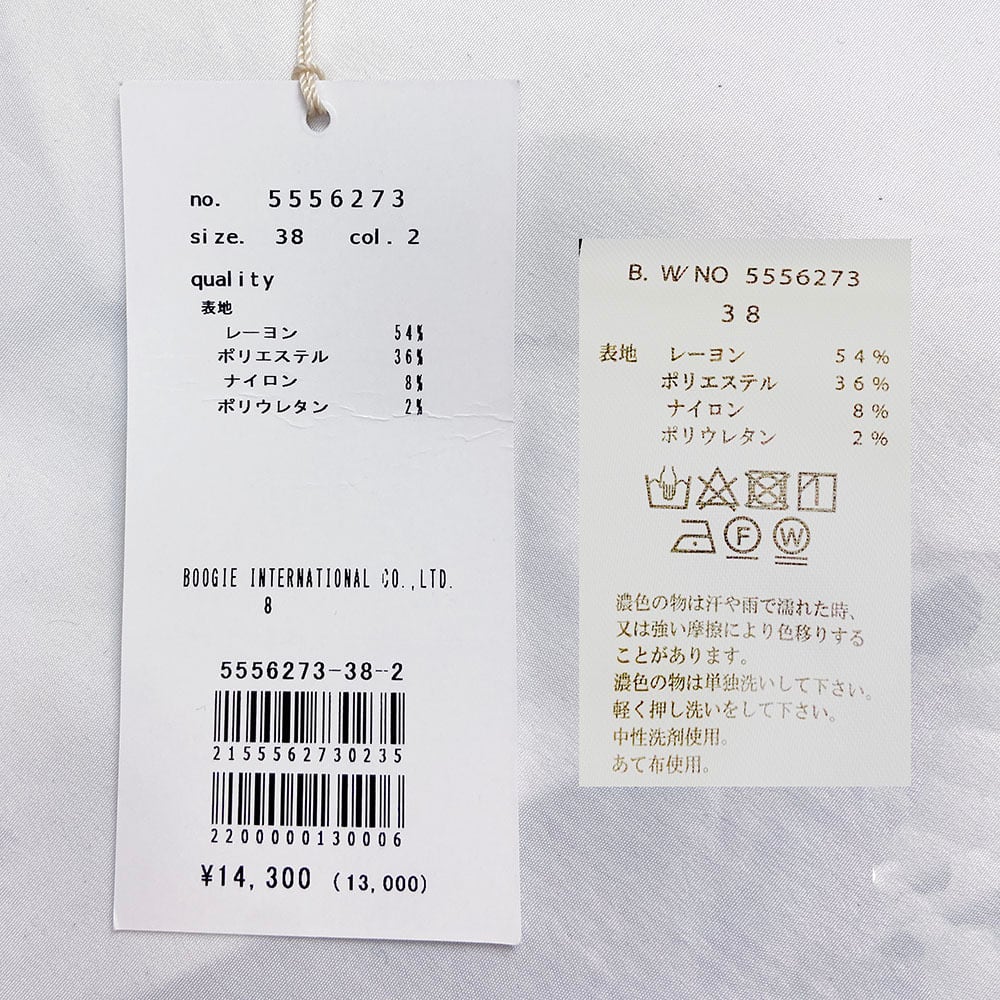 no. 5556273
size. 38 col. 2
quality
表地
レーヨン 54%
ポリエステル 36%
ナイロン 8%
ポリウレタン 2%
BOOGIE INTERNATIONAL CO.,LTD.
8
5556273-38-2
2155562730235
2200000130006
¥14,300 (13,000)
B. W/ NO 5556273
38
表地 レーヨン 54%
ポリエステル 36%
ナイロン 8%
ポリウレタン 2%
F W
濃色の物は汗や雨で濡れた時、
又は強い摩擦により色移りする
ことがあります。
濃色の物は単独洗いして下さい。
軽く押し洗いをして下さい。
中性洗剤使用。
あて布使用。